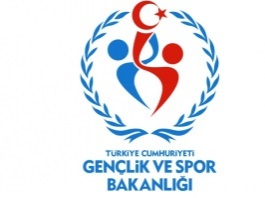 TÜRKİYE CUMHURİYETİ
GENÇLİK VE SPOR
BAKANLIĞI